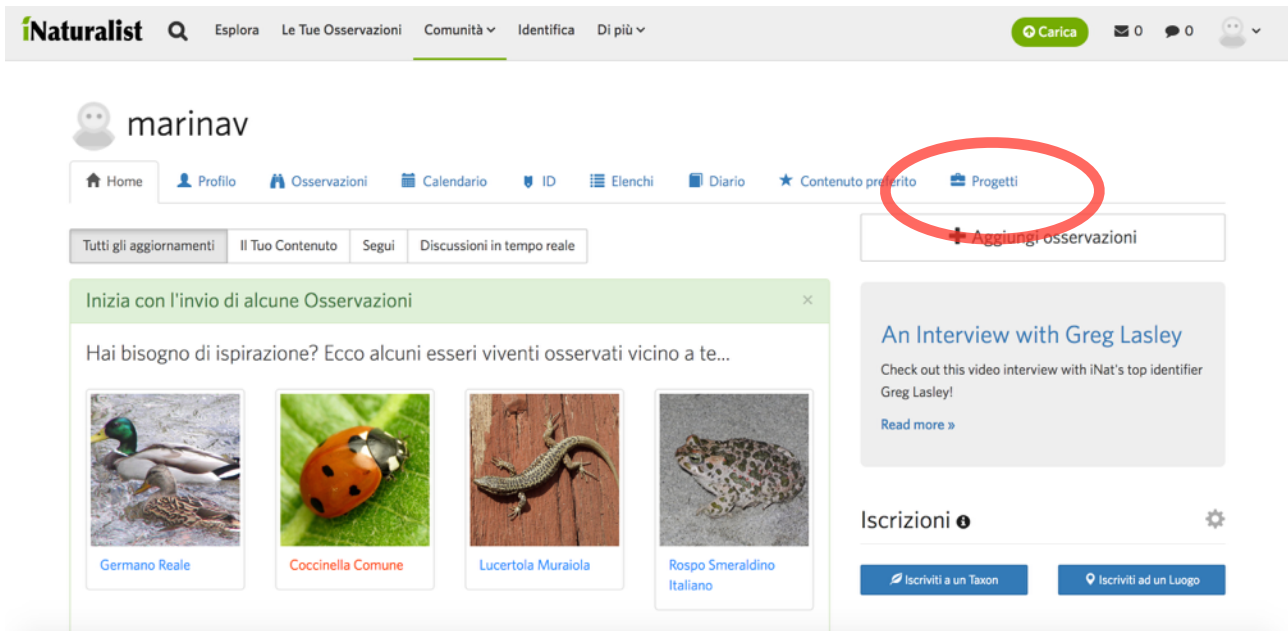 iNaturalist Esplora Le Tue Osservazioni Comunità Identifica Di più Carica 0 0
marinav
Home Profilo Osservazioni Calendario ID Elenchi Diario Contenuto preferito Progetti
Tutti gli aggiornamenti Il Tuo Contenuto Segui Discussioni in tempo reale
+ Aggiungi osservazioni
Inizia con l'invio di alcune Osservazioni ×
Hai bisogno di ispirazione? Ecco alcuni esseri viventi osservati vicino a te...
Germano Reale
Coccinella Comune
Lucertola Muraiola
Rospo Smeraldino
Italiano
An Interview with Greg Lasley
Check out this video interview with iNat's top identifier
Greg Lasley!
Read more »
Iscrizioni
Iscriviti a un Taxon Iscriviti ad un Luogo